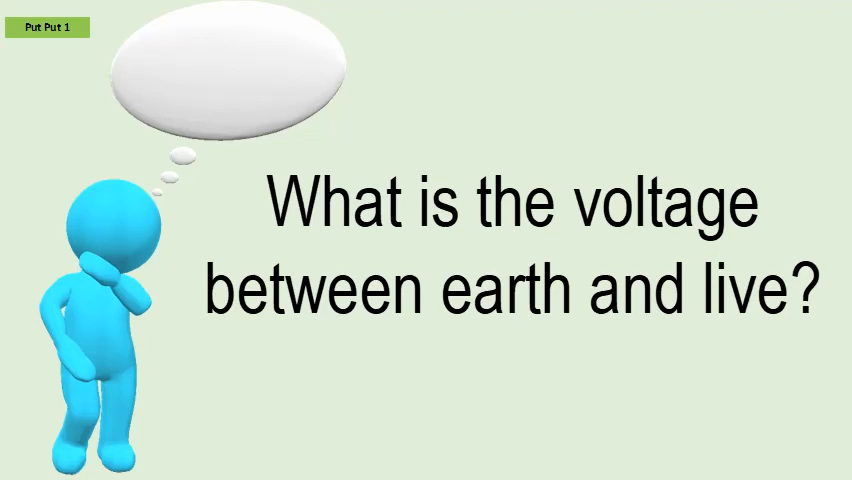 Put Put 1
What is the voltage
between earth and live?